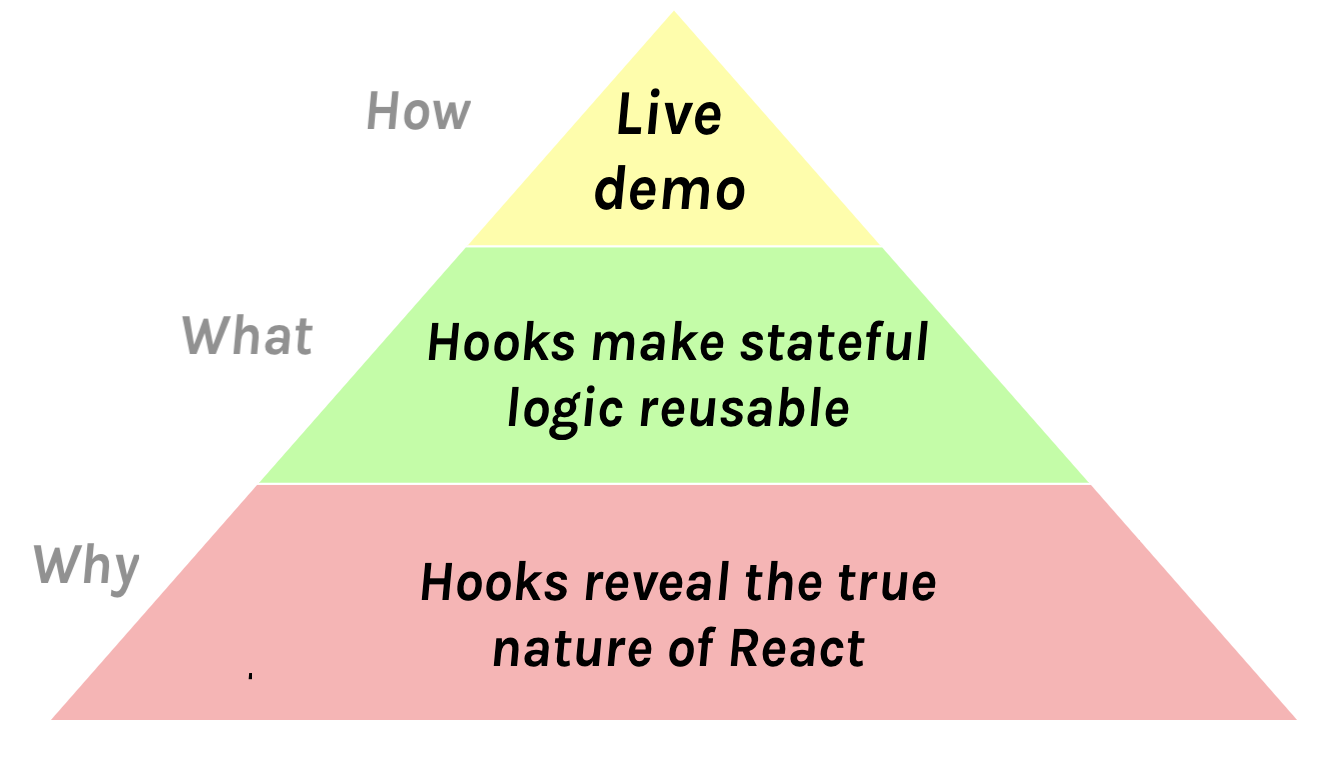 How
Live
demo
What
Hooks make stateful
logic reusable
Why
Hooks reveal the true
nature of React